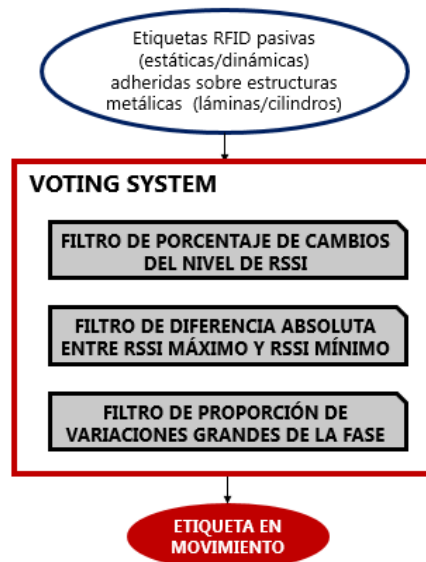 Etiquetas RFID pasivas
(estáticas/dinámicas)
adheridas sobre estructuras
metálicas (láminas/cilindros)
VOTING SYSTEM
FILTRO DE PORCENTAJE DE CAMBIOS
DEL NIVEL DE RSSI
FILTRO DE DIFERENCIA ABSOLUTA
ENTRE RSSI MÁXIMO Y RSSI MÍNIMO
FILTRO DE PROPORCIÓN DE
VARIACIONES GRANDES DE LA FASE
ETIQUETA EN
MOVIMIENTO